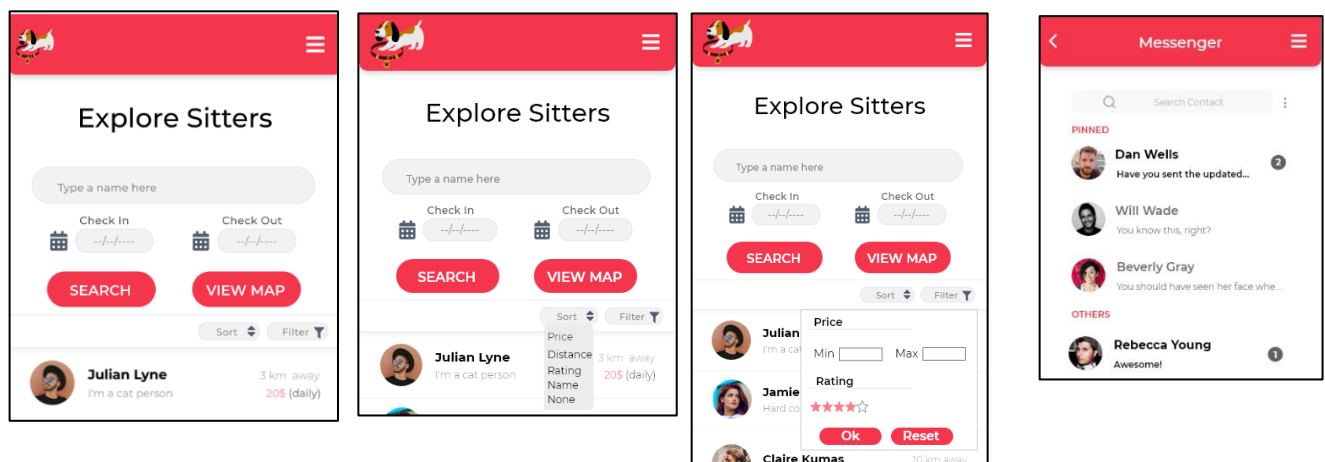 Explore Sitters
Type a name here
Check In
Check Out
--/--/----
--/--/----
SEARCH
VIEW MAP
Sort
Filter
Julian Lyne
3 km away
I'm a cat person
20$ (daily)
Explore Sitters
Type a name here
Check In
Check Out
--/--/----
--/--/----
SEARCH
VIEW MAP
Sort
Filter
Price
Distance
Rating
Name
None
Julian Lyne
3 km away
I'm a cat person
20$ (daily)
Explore Sitters
Type a name here
Check In
Check Out
--/--/----
--/--/----
SEARCH
VIEW MAP
Sort
Filter
Julian
I'm a cat
Jamie
Hard co
Price
Min
Max
Rating
Ok
Reset
Claire Kumas
10 km away
Messenger
Search Contact
PINNED
Dan Wells
2
Have you sent the updated...
Will Wade
You know this, right?
Beverly Gray
You should have seen her face whe...
OTHERS
Rebecca Young
1
Awesome!